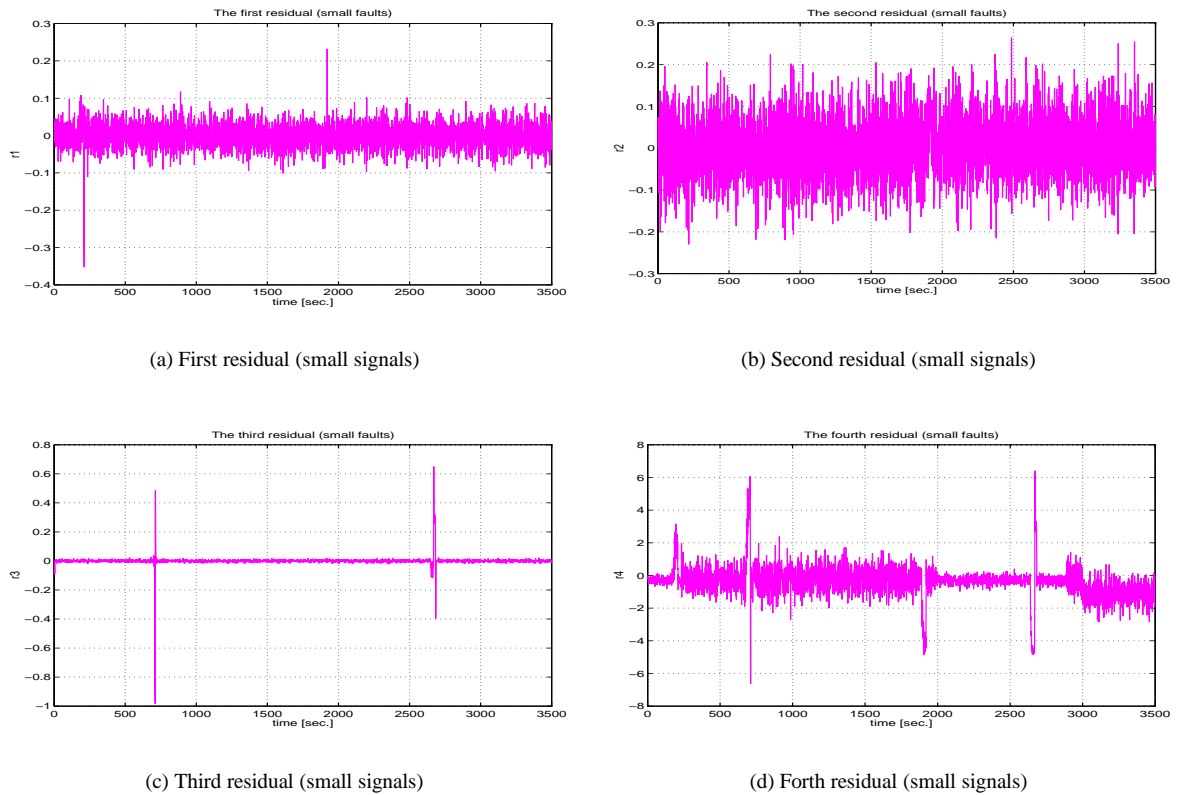 The first residual (small faults)
0.3
0.2
0.1
0
−0.1
−0.2
−0.3
−0.4
r1
0 500 1000 1500 2000 2500 3000 3500
time [sec.]
(a) First residual (small signals)
The second residual (small faults)
0.3
0.2
0.1
0
−0.1
−0.2
−0.3
r2
0 500 1000 1500 2000 2500 3000 3500
time [sec.]
(b) Second residual (small signals)
The third residual (small faults)
0.8
0.6
0.4
0.2
0
−0.2
−0.4
−0.6
−0.8
−1
r3
0 500 1000 1500 2000 2500 3000 3500
time [sec.]
(c) Third residual (small signals)
The fourth residual (small faults)
8
6
4
2
0
−2
−4
−6
−8
r4
0 500 1000 1500 2000 2500 3000 3500
time [sec.]
(d) Forth residual (small signals)